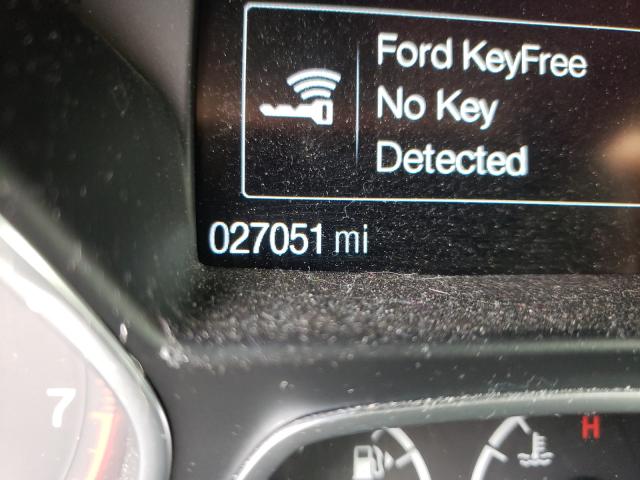 Ford KeyFree
No Key
Detected
027051 mi
7
H